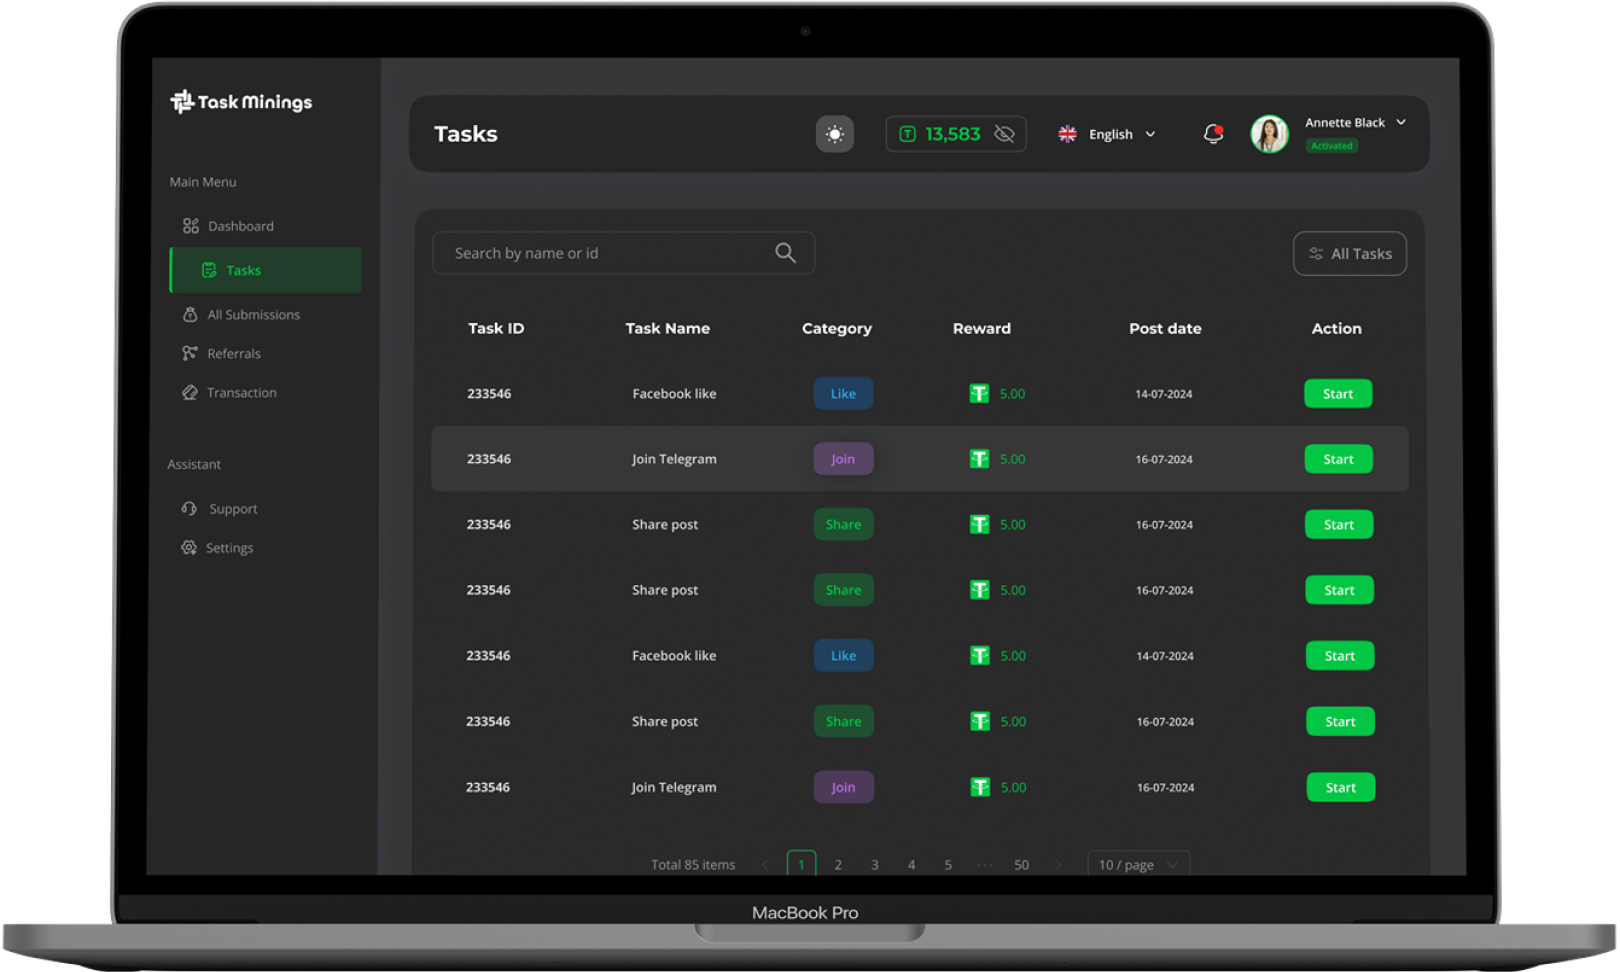 Task Minings
Tasks
13,583
English
Annette Black
Activated
Main Menu
Dashboard
Tasks
All Submissions
Referrals
Transaction
Assistant
Support
Settings
Search by name or id
All Tasks
Task ID Task Name Category Reward Post date Action
233546 Facebook like Like 5.00 14-07-2024 Start
233546 Join Telegram Join 5.00 16-07-2024 Start
233546 Share post Share 5.00 16-07-2024 Start
233546 Share post Share 5.00 16-07-2024 Start
233546 Facebook like Like 5.00 14-07-2024 Start
233546 Share post Share 5.00 16-07-2024 Start
233546 Join Telegram Join 5.00 16-07-2024 Start
Total 85 items < 1 2 3 4 5 ··· 50 > 10 / page
MacBook Pro